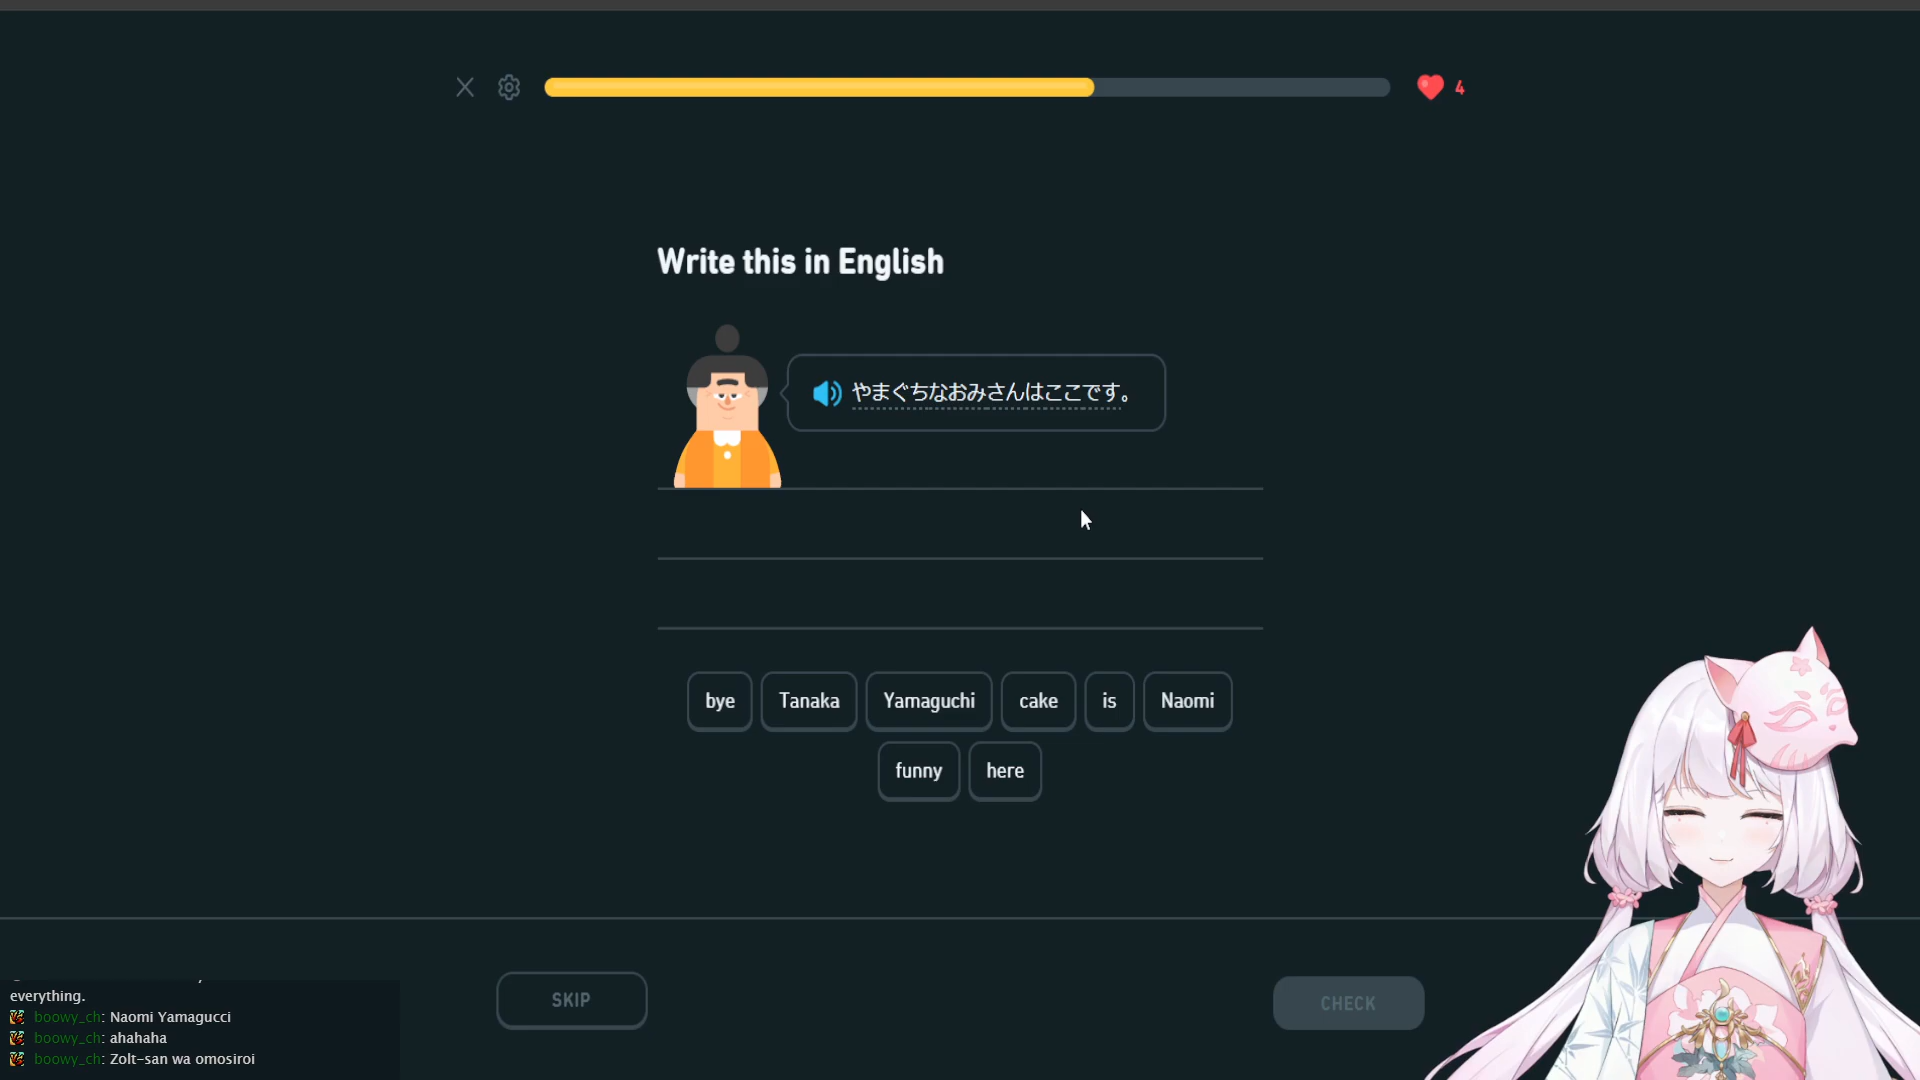 4
Write this in English
やまぐちなおみさんはここです。
bye Tanaka Yamaguchi cake is Naomi
funny here
SKIP CHECK
everything.
boowy_ch: Naomi Yamagucci
boowy_ch: ahahaha
boowy_ch: Zolt-san wa omosiroi